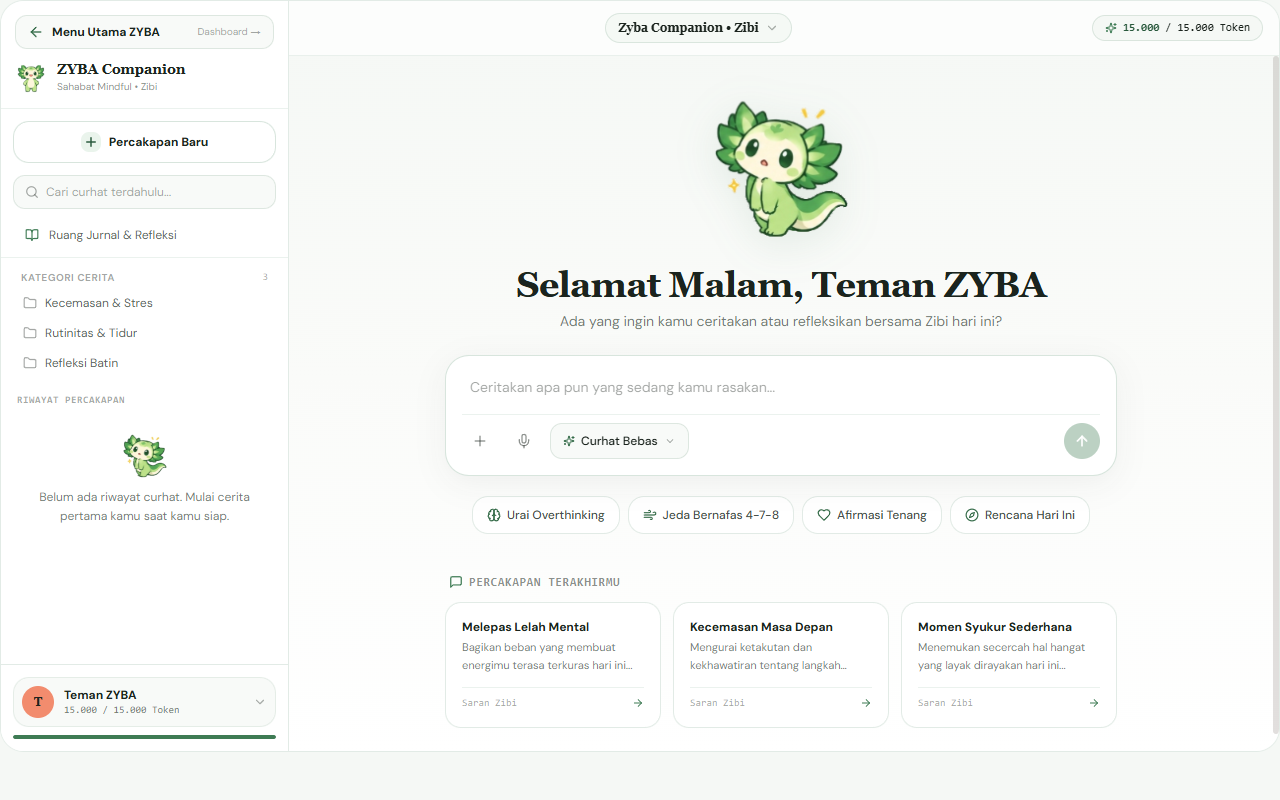 Menu Utama ZYBA
Dashboard →
ZYBA Companion
Sahabat Mindful • Zibi
Percakapan Baru
Cari curhat terdahulu...
Ruang Jurnal & Refleksi
KATEGORI CERITA
3
Kecemasan & Stres
Rutinitas & Tidur
Refleksi Batin
RIWAYAT PERCAKAPAN
Belum ada riwayat curhat. Mulai cerita
pertama kamu saat kamu siap.
T
Teman ZYBA
15.000 / 15.000 Token
Zyba Companion • Zibi
15.000 / 15.000 Token
Selamat Malam, Teman ZYBA
Ada yang ingin kamu ceritakan atau refleksikan bersama Zibi hari ini?
Ceritakan apa pun yang sedang kamu rasakan...
Curhat Bebas
Urai Overthinking
Jeda Bernafas 4-7-8
Afirmasi Tenang
Rencana Hari Ini
PERCAKAPAN TERAKHIRMU
Melepas Lelah Mental
Bagikan beban yang membuat
energimu terasa terkuras hari ini...
Saran Zibi
Kecemasan Masa Depan
Mengurai ketakutan dan
kekhawatiran tentang langkah...
Saran Zibi
Momen Syukur Sederhana
Menemukan secercah hal hangat
yang layak dirayakan hari ini...
Saran Zibi